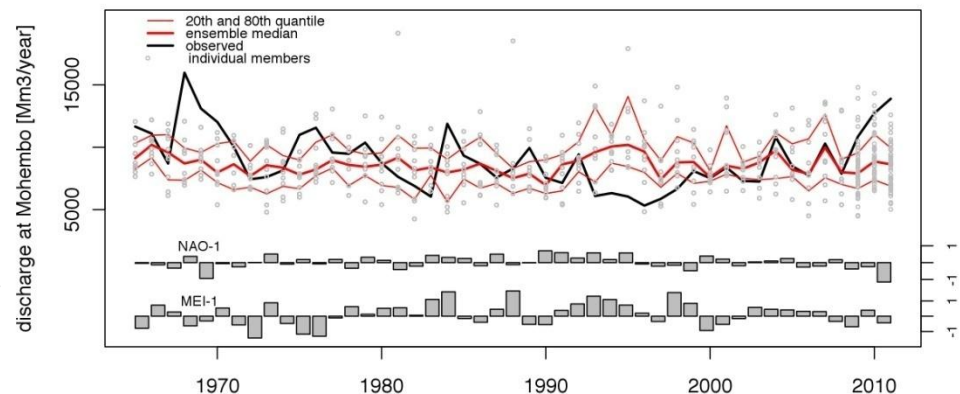 20th and 80th quantile
ensemble median
observed
individual members
discharge at Mohembo [Mm3/year]
15000
5000
NAO-1
1
-1
MEI-1
1
-1
1970 1980 1990 2000 2010